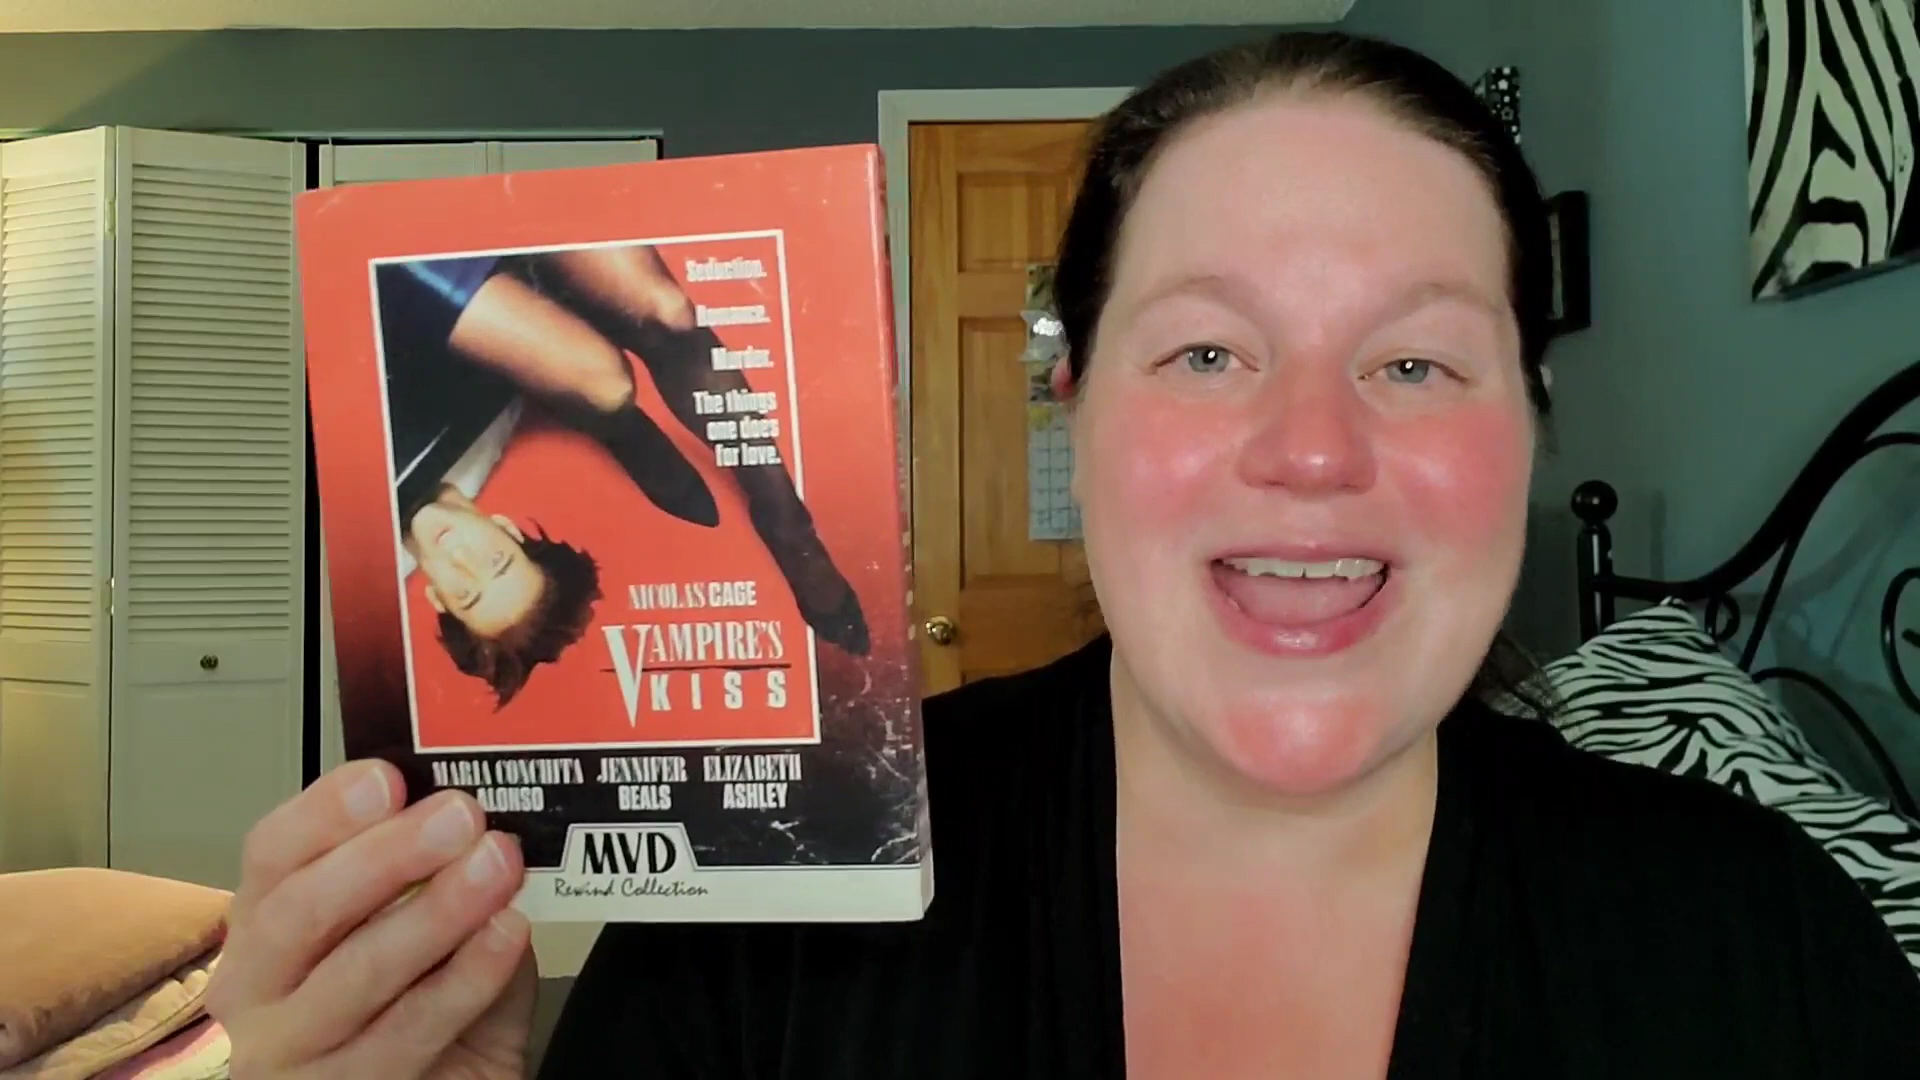 Seduction.
Romance.
Murder.
The things
one does
for love.
NICOLAS CAGE
VAMPIRE'S
KISS
MARIA CONCHITA ALONSO
JENNIFER BEALS
ELIZABETH ASHLEY
MVD
Rewind Collection